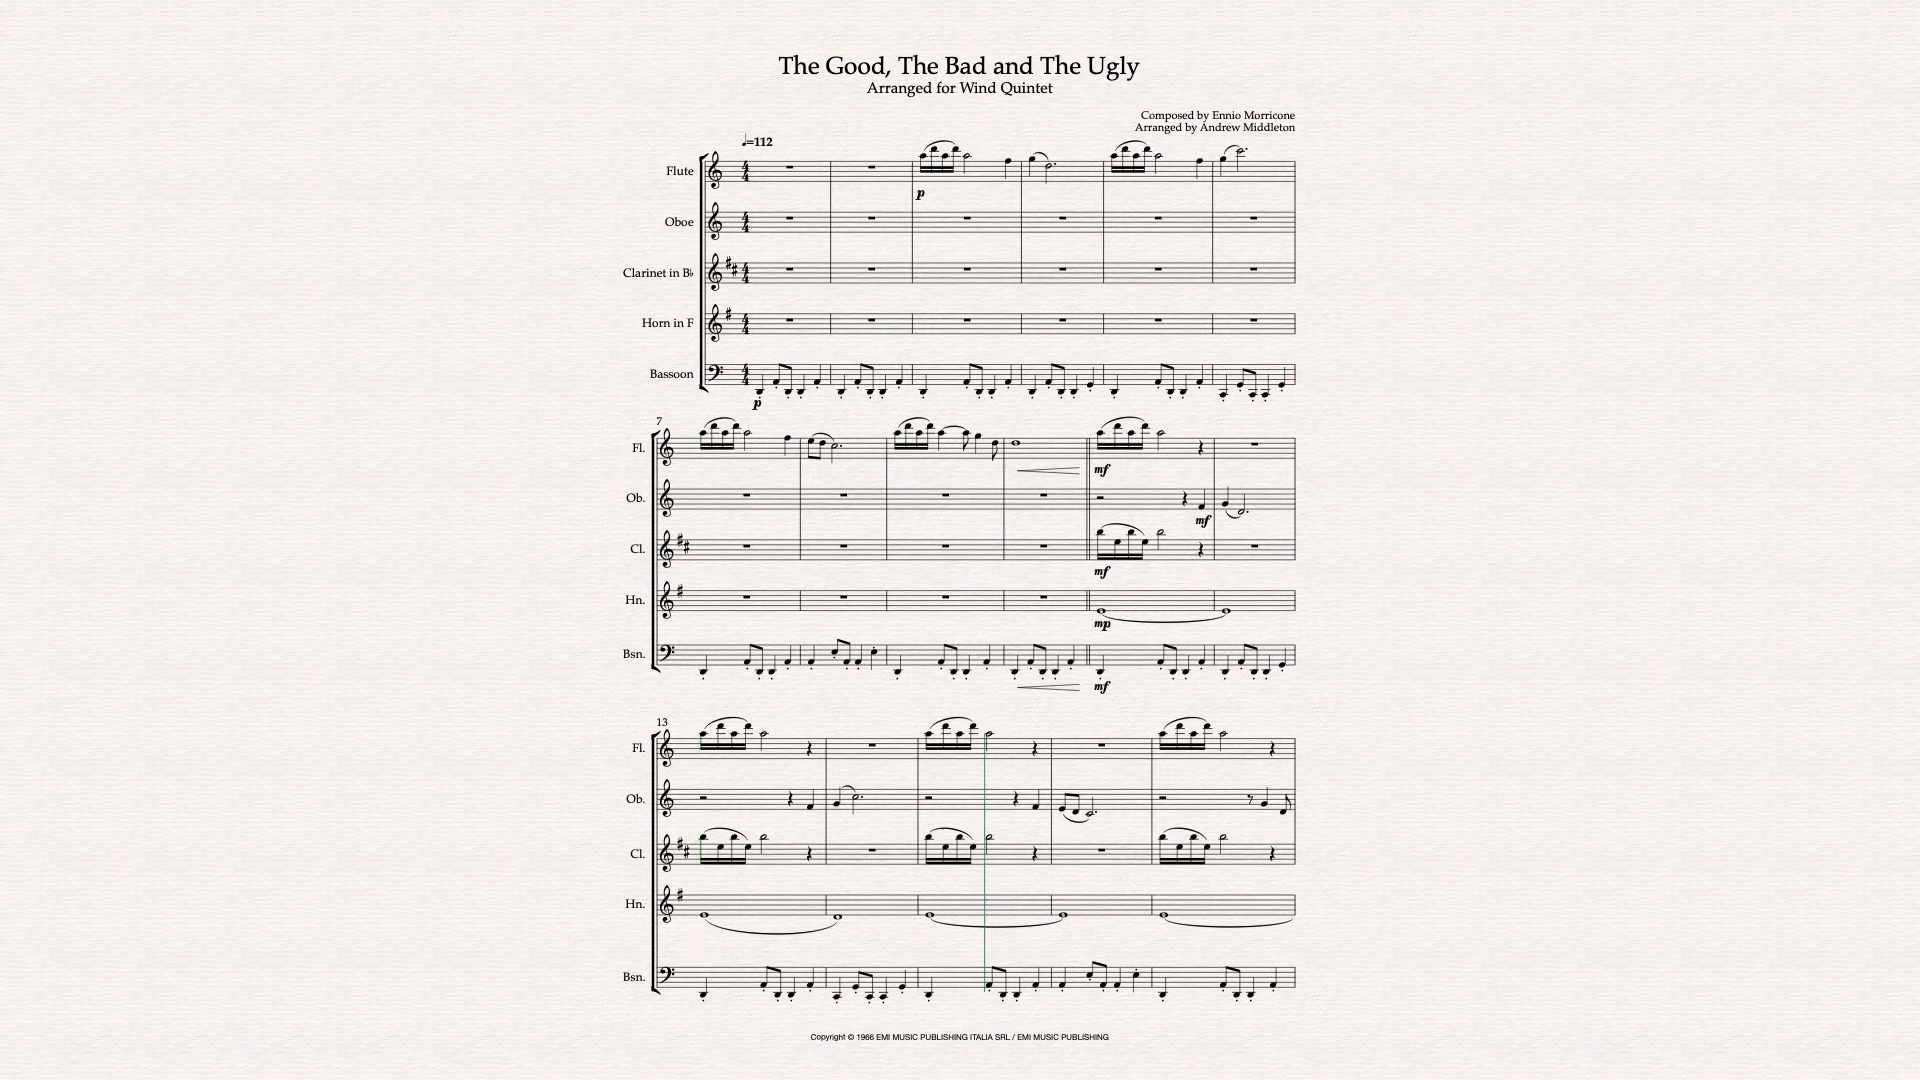 The Good, The Bad and The Ugly
Arranged for Wind Quintet
Composed by Ennio Morricone
Arranged by Andrew Middleton
♩=112
Flute
p
Oboe
Clarinet in B♭
Horn in F
Bassoon
p
7
Fl.
mf
Ob.
mf
Cl.
mf
Hn.
mp
Bsn.
mf
13
Fl.
Ob.
Cl.
Hn.
Bsn.
Copyright © 1966 EMI MUSIC PUBLISHING ITALIA SRL / EMI MUSIC PUBLISHING